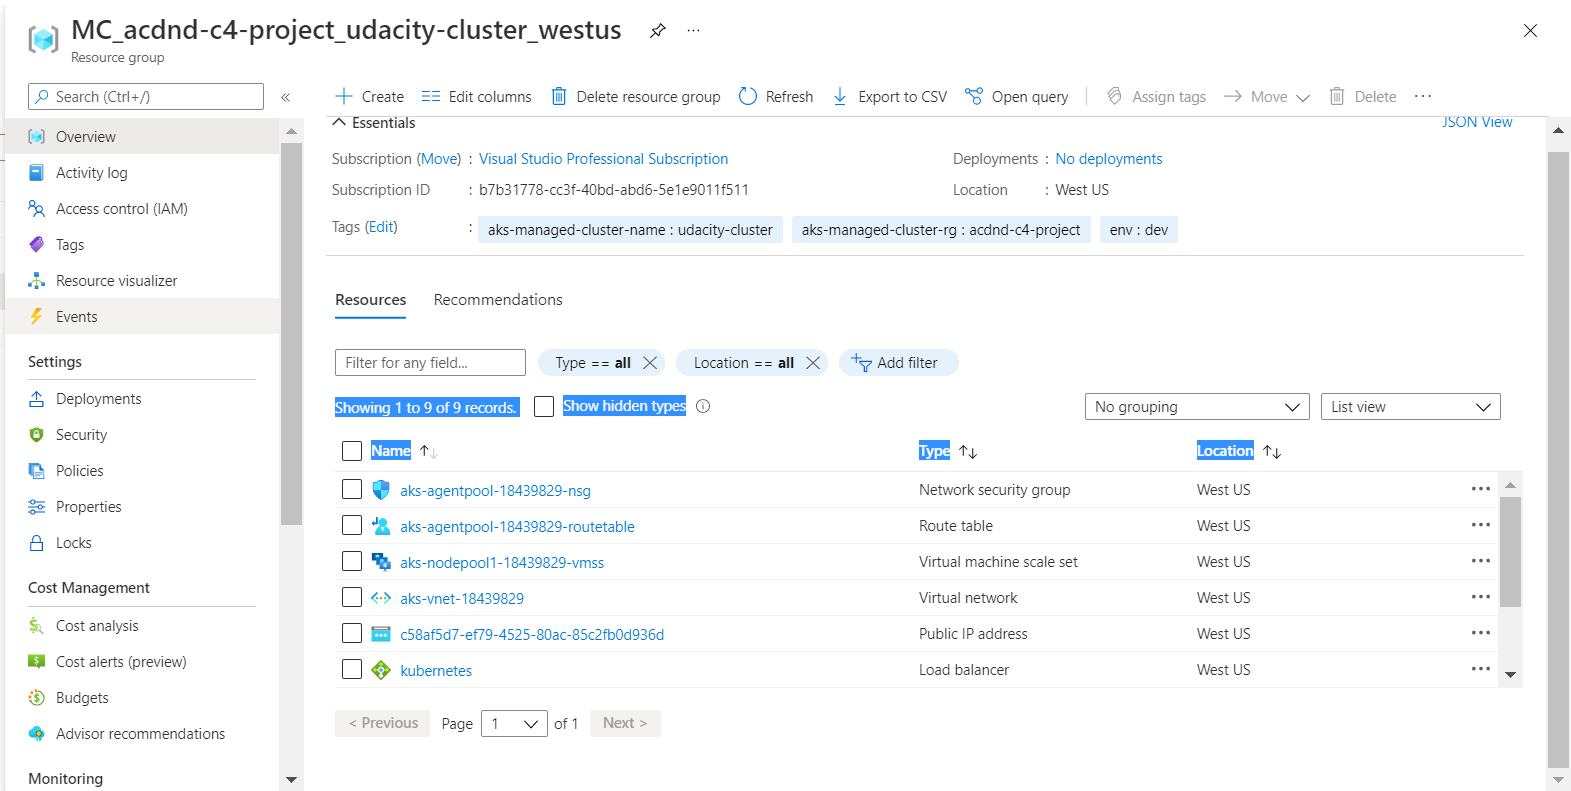 MC_acdnd-c4-project_udacity-cluster_westus
Resource group
Search (Ctrl+/)
Create Edit columns Delete resource group Refresh Export to CSV Open query Assign tags Move Delete
Overview
Activity log
Access control (IAM)
Tags
Resource visualizer
Events
Settings
Deployments
Security
Policies
Properties
Locks
Cost Management
Cost analysis
Cost alerts (preview)
Budgets
Advisor recommendations
Monitoring
Essentials
JSON View
Subscription (Move) : Visual Studio Professional Subscription
Deployments : No deployments
Subscription ID : b7b31778-cc3f-40bd-abd6-5e1e9011f511
Location : West US
Tags (Edit) : aks-managed-cluster-name : udacity-cluster aks-managed-cluster-rg : acdnd-c4-project env : dev
Resources Recommendations
Filter for any field... Type == all Location == all Add filter
Showing 1 to 9 of 9 records. Show hidden types No grouping List view
Name Type Location
aks-agentpool-18439829-nsg Network security group West US
aks-agentpool-18439829-routetable Route table West US
aks-nodepool1-18439829-vmss Virtual machine scale set West US
aks-vnet-18439829 Virtual network West US
c58af5d7-ef79-4525-80ac-85c2fb0d936d Public IP address West US
kubernetes Load balancer West US
< Previous Page 1 of 1 Next >